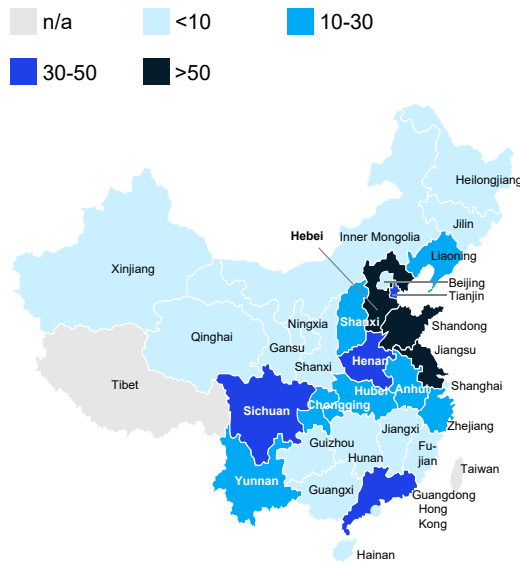 n/a
<10
10-30
30-50
>50
Heilongjiang
Jilin
Hebei
Inner Mongolia
Liaoning
Xinjiang
Beijing
Tianjin
Ningxia
Shanxi
Shandong
Qinghai
Gansu
Jiangsu
Shanxi
Henan
Tibet
Hubei
Anhui
Shanghai
Sichuan
Chongqing
Zhejiang
Jiangxi
Guizhou
Fu-
jian
Hunan
Taiwan
Yunnan
Guangxi
Guangdong
Hong
Kong
Hainan